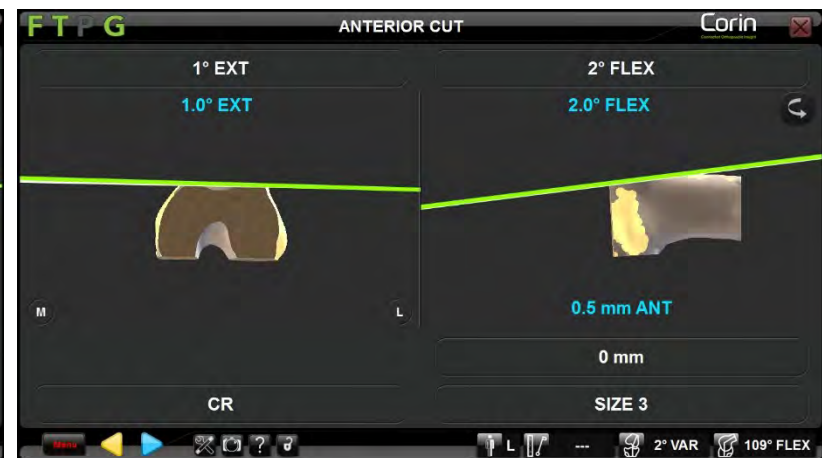 F T P G
ANTERIOR CUT
Corin
1° EXT
2° FLEX
1.0° EXT
2.0° FLEX
M
L
0.5 mm ANT
0 mm
CR
SIZE 3
Menu
?
L
---
2° VAR
109° FLEX